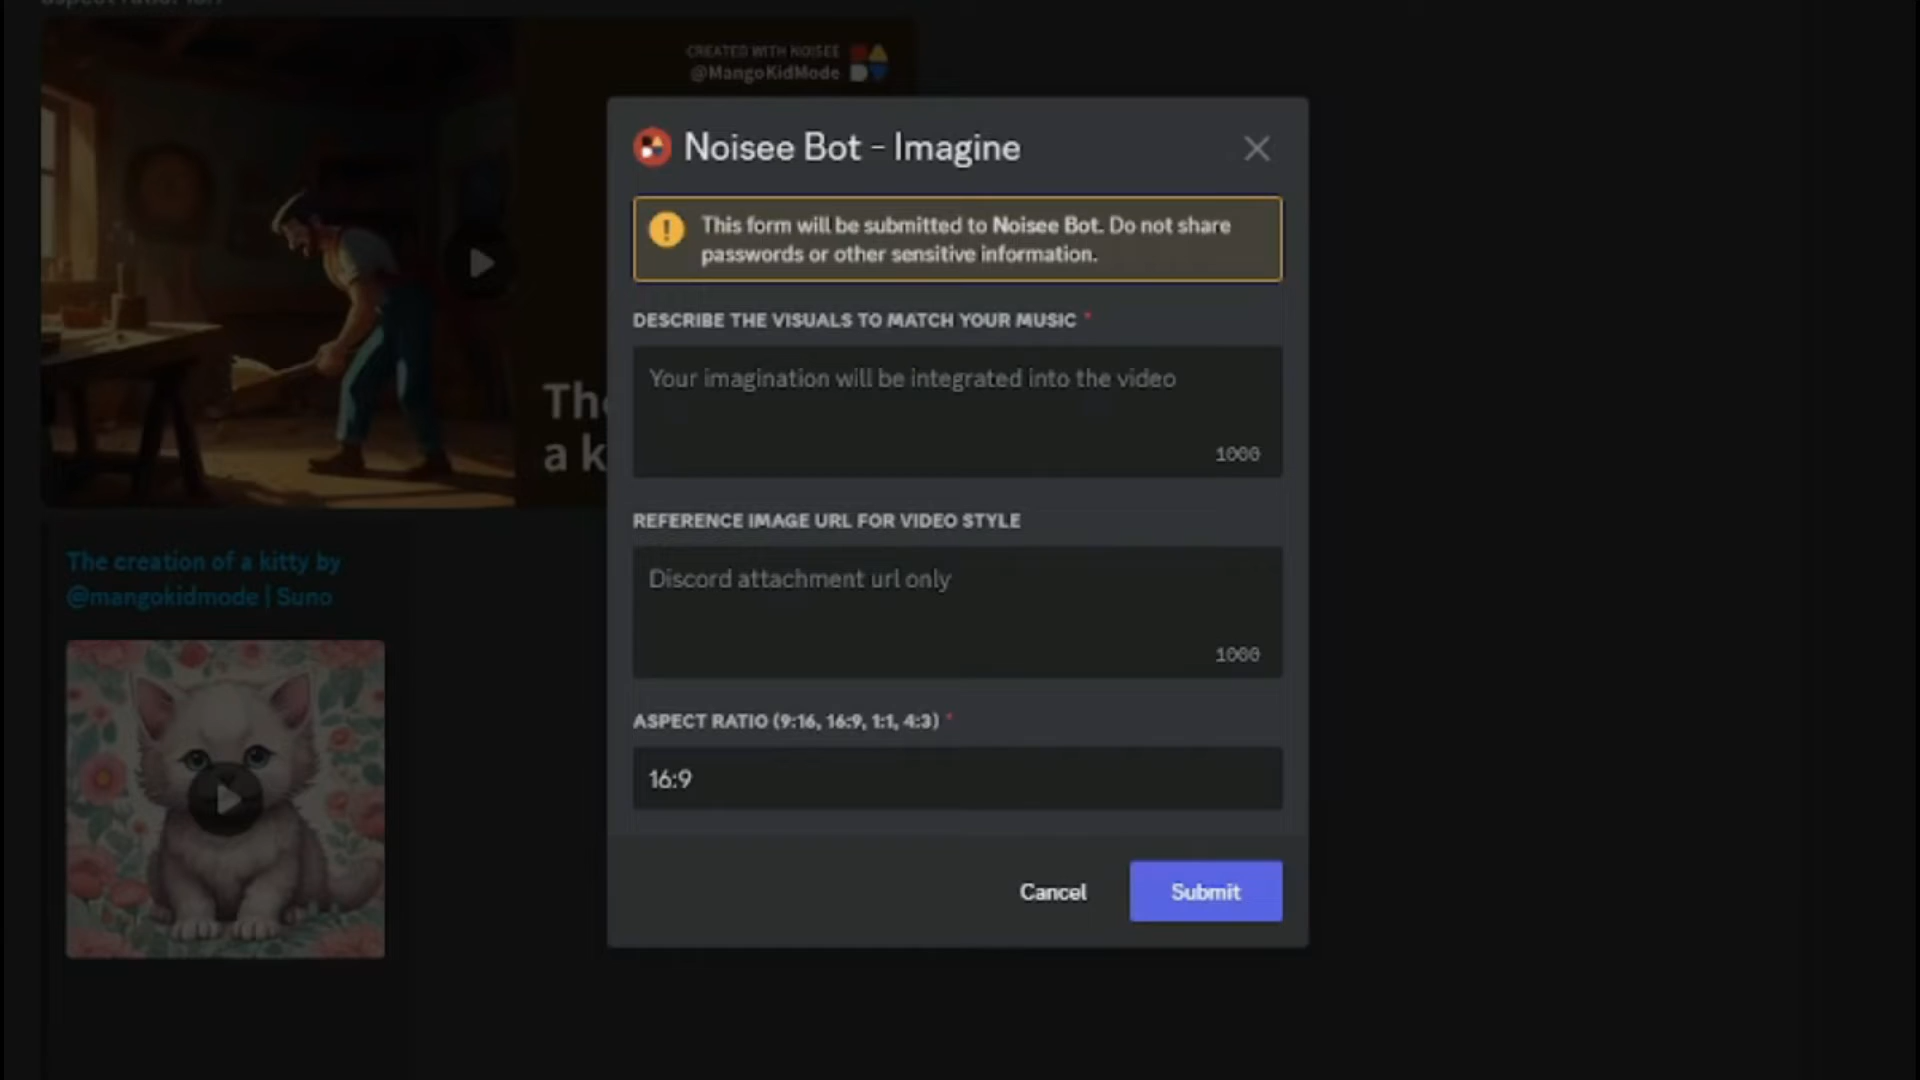 CREATED WITH NOISEE
@MangoKidMode
Noisee Bot - Imagine
This form will be submitted to Noisee Bot. Do not share
passwords or other sensitive information.
DESCRIBE THE VISUALS TO MATCH YOUR MUSIC *
Your imagination will be integrated into the video
1000
The
a k
REFERENCE IMAGE URL FOR VIDEO STYLE
Discord attachment url only
1000
The creation of a kitty by
@mangokidmode | Suno
ASPECT RATIO (9:16, 16:9, 1:1, 4:3) *
16:9
Cancel
Submit